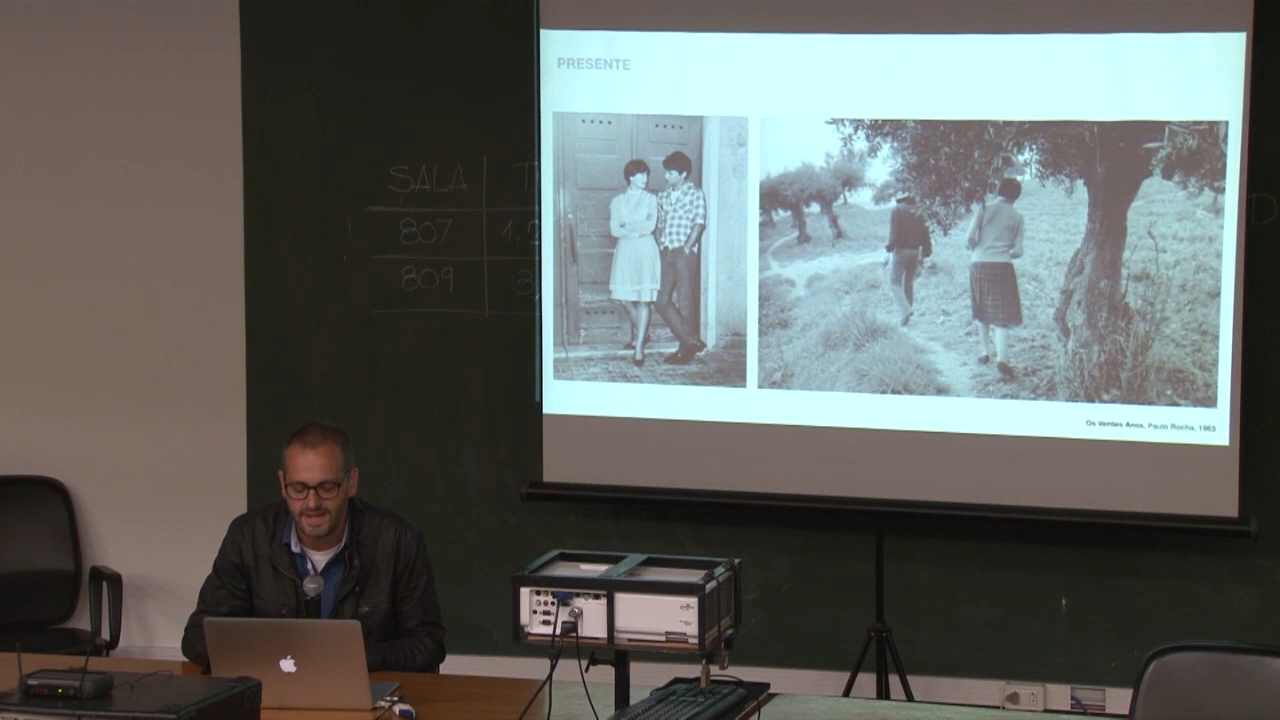 PRESENTE
SALA
807
809
Os Verdes Anos, Paulo Rocha, 1963